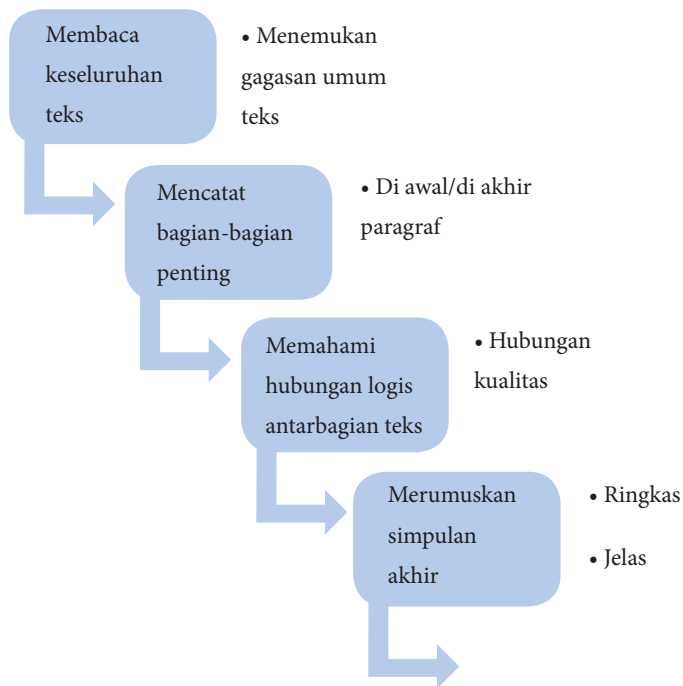 Membaca
keseluruhan
teks
• Menemukan
gagasan umum
teks
Mencatat
bagian-bagian
penting
• Di awal/di akhir
paragraf
Memahami
hubungan logis
antarbagian teks
• Hubungan
kualitas
Merumuskan
simpulan
akhir
• Ringkas
• Jelas